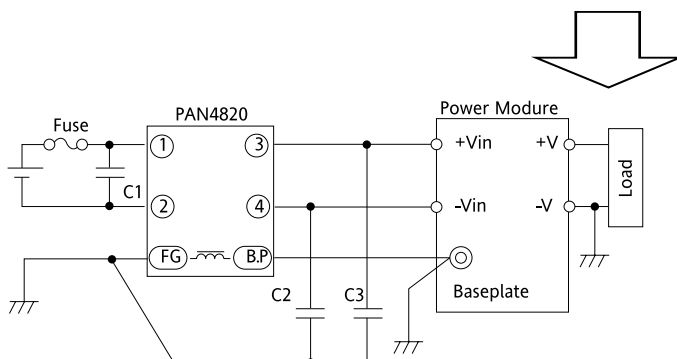 PAN4820
Power Modure
Fuse
1
3
+Vin
+V
C1
Load
2
4
-Vin
-V
FG
B.P
Baseplate
C2
C3